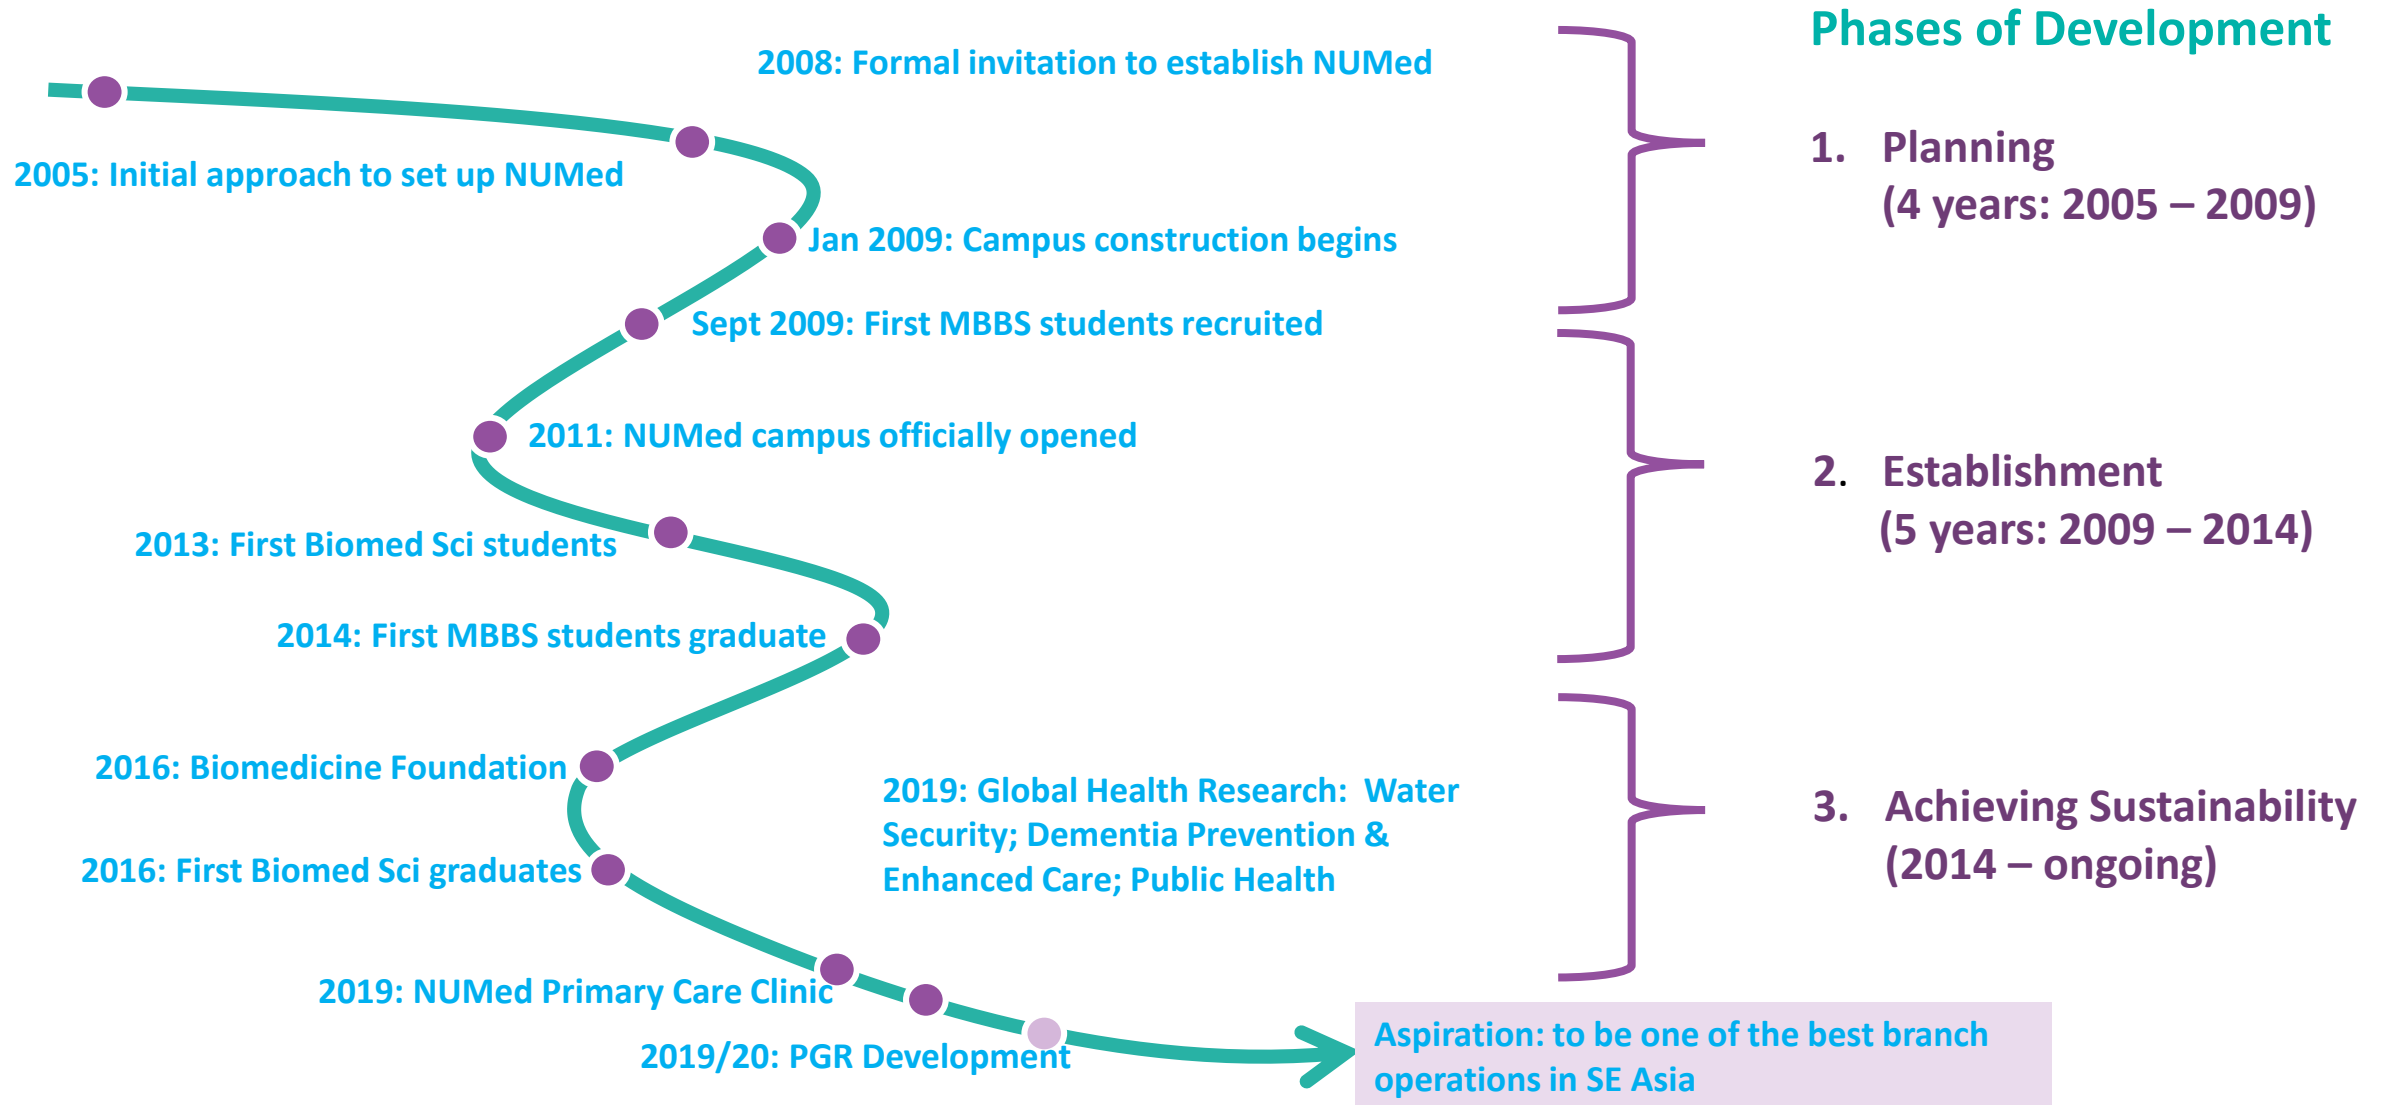 Phases of Development
2008: Formal invitation to establish NUMed
2005: Initial approach to set up NUMed
Jan 2009: Campus construction begins
Sept 2009: First MBBS students recruited
2011: NUMed campus officially opened
2013: First Biomed Sci students
2014: First MBBS students graduate
2016: Biomedicine Foundation
2016: First Biomed Sci graduates
2019: Global Health Research:  Water
Security; Dementia Prevention &
Enhanced Care; Public Health
2019: NUMed Primary Care Clinic
2019/20: PGR Development
Aspiration: to be one of the best branch
operations in SE Asia
1. Planning
(4 years: 2005 – 2009)
2. Establishment
(5 years: 2009 – 2014)
3. Achieving Sustainability
(2014 – ongoing)